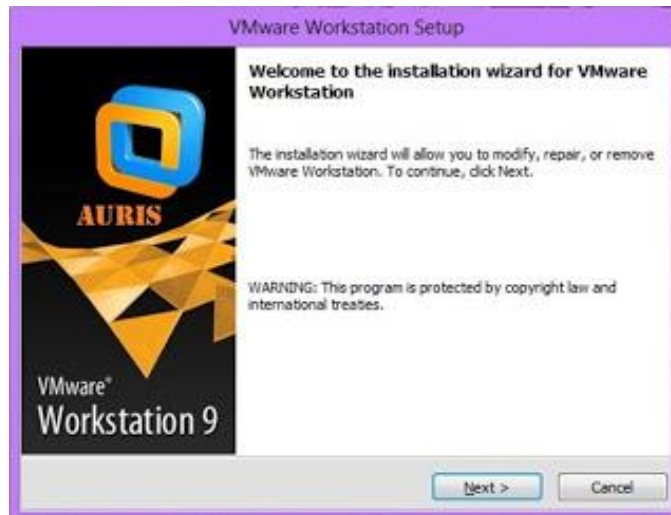 VMware Workstation Setup
Welcome to the installation wizard for VMware
Workstation
The installation wizard will allow you to modify, repair, or remove
VMware Workstation. To continue, click Next.
AURIS
WARNING: This program is protected by copyright law and
international treaties.
VMware®
Workstation 9
Next >
Cancel